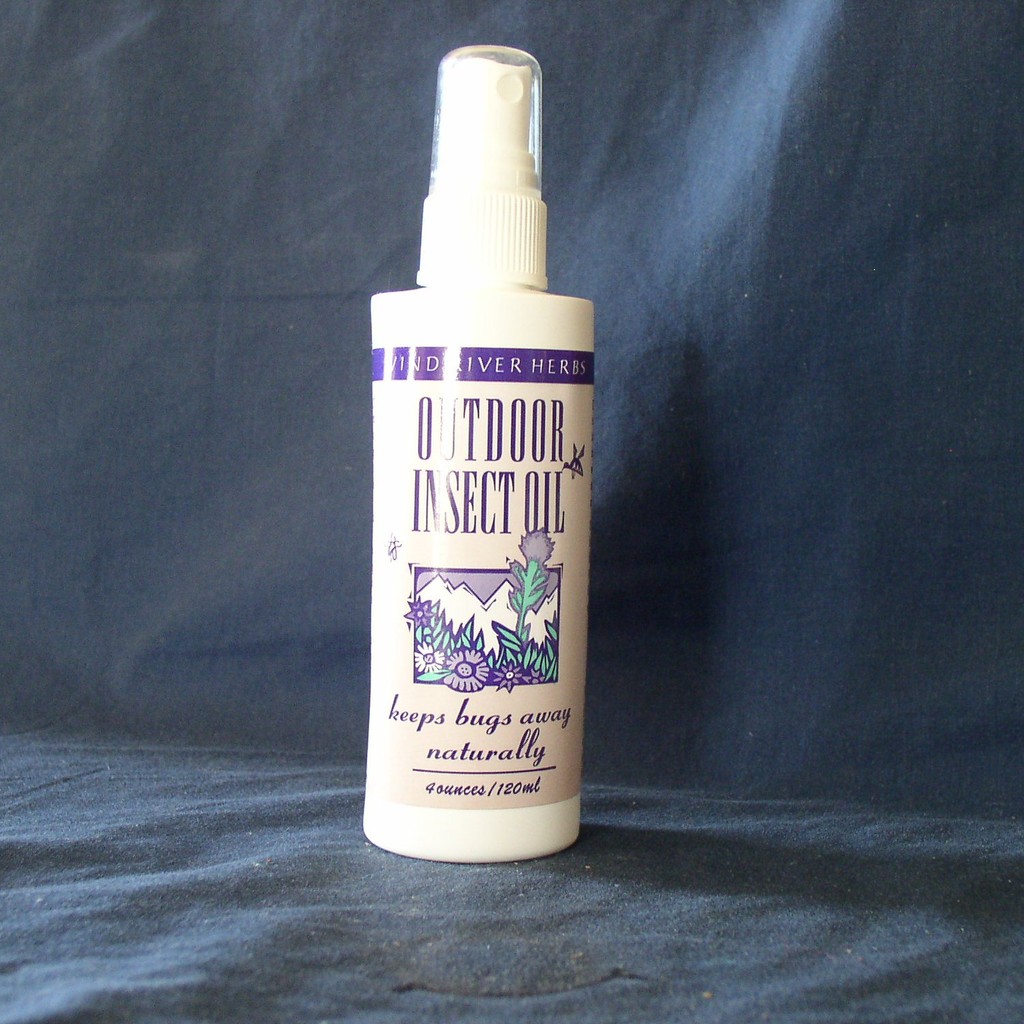 WIND RIVER HERBS
OUTDOOR
INSECT OIL
keeps bugs away
naturally
4ounces/120ml